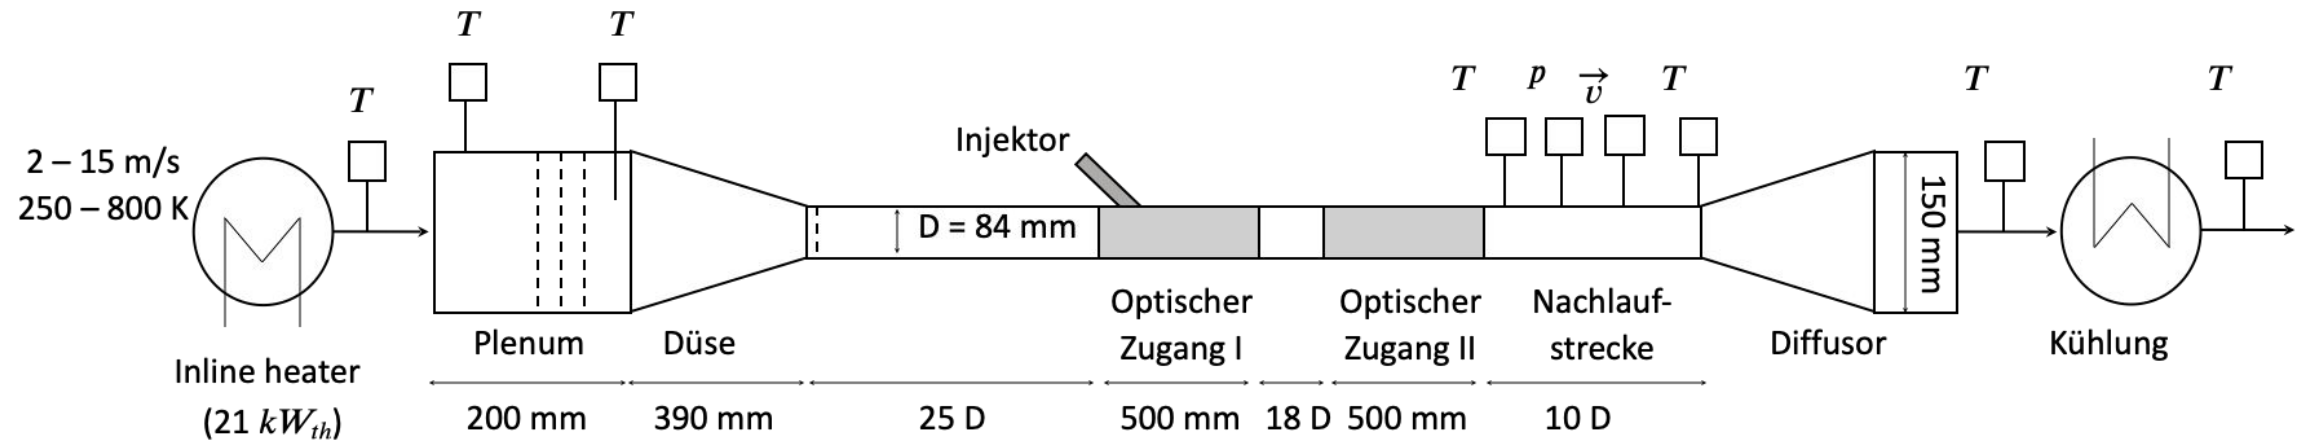 T
T
T
2 – 15 m/s
250 – 800 K
Inline heater
(21 kW_th)
Plenum
Düse
Injektor
D = 84 mm
Optischer
Zugang I
Optischer
Zugang II
T
p
v⃗
T
Nachlauf-
strecke
150 mm
Diffusor
T
T
Kühlung
200 mm
390 mm
25 D
500 mm
18 D
500 mm
10 D